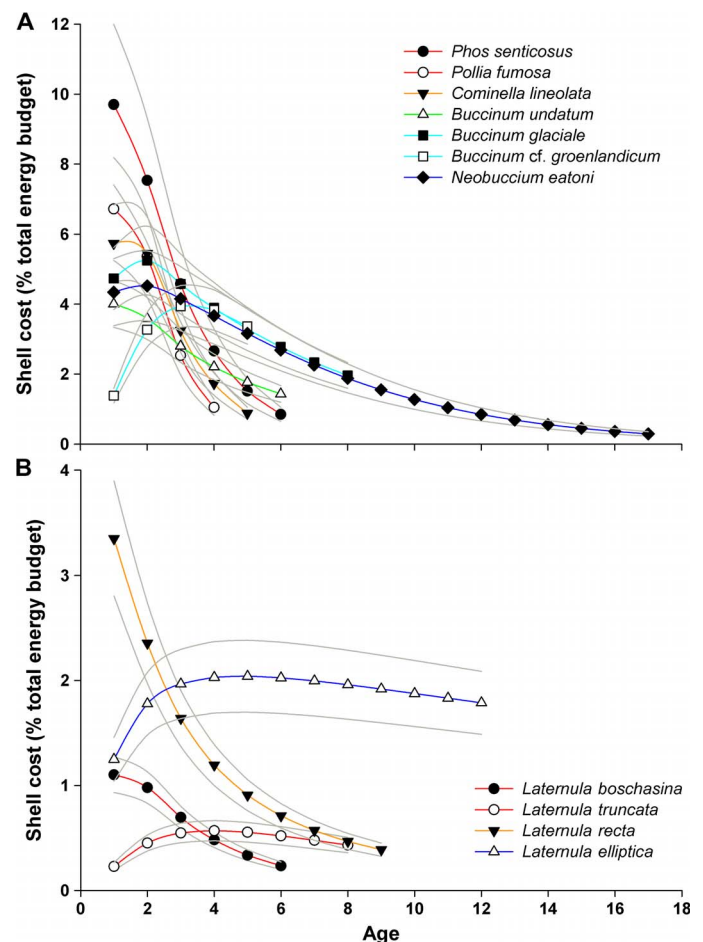 A
Shell cost (% total energy budget)
12
10
8
6
4
2
0
Phos senticosus
Pollia fumosa
Cominella lineolata
Buccinum undatum
Buccinum glaciale
Buccinum cf. groenlandicum
Neobuccium eatoni
B
Shell cost (% total energy budget)
4
3
2
1
0
Laternula boschasina
Laternula truncata
Laternula recta
Laternula elliptica
0 2 4 6 8 10 12 14 16 18
Age